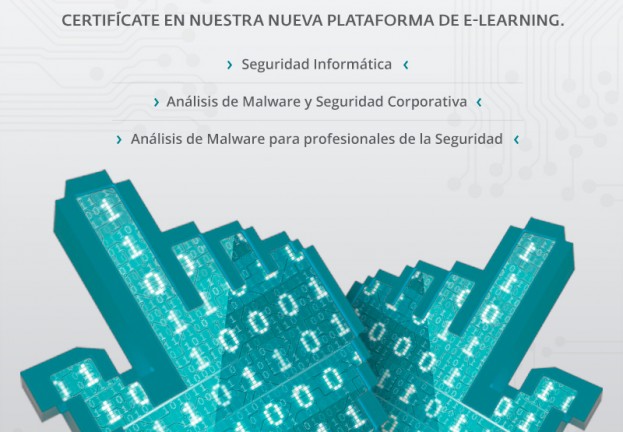 CERTIFÍCATE EN NUESTRA NUEVA PLATAFORMA DE E-LEARNING.
› Seguridad Informática ‹
› Análisis de Malware y Seguridad Corporativa ‹
› Análisis de Malware para profesionales de la Seguridad ‹